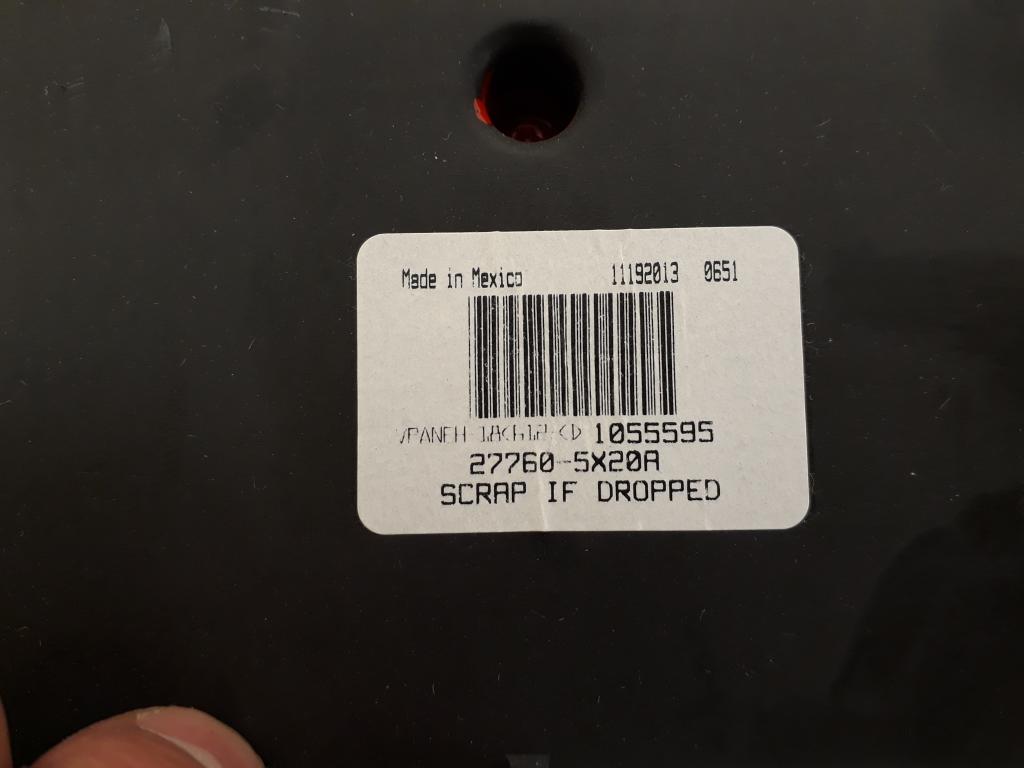 Made in Mexico 11192013 0651
1055595
27760-5X20A
SCRAP IF DROPPED